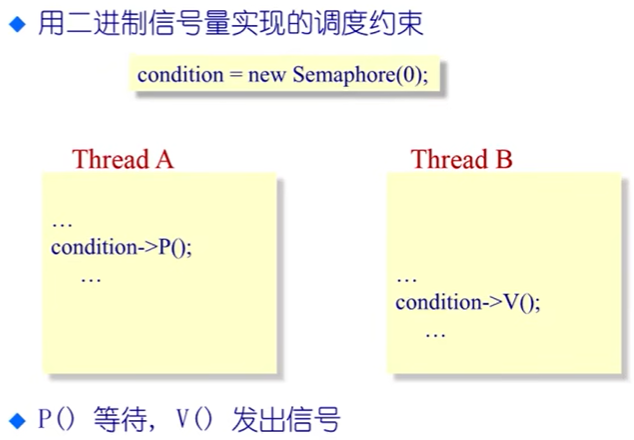 用二进制信号量实现的调度约束
condition = new Semaphore(0);
Thread A
…
condition->P();
…
Thread B
…
condition->V();
…
P() 等待, V() 发出信号